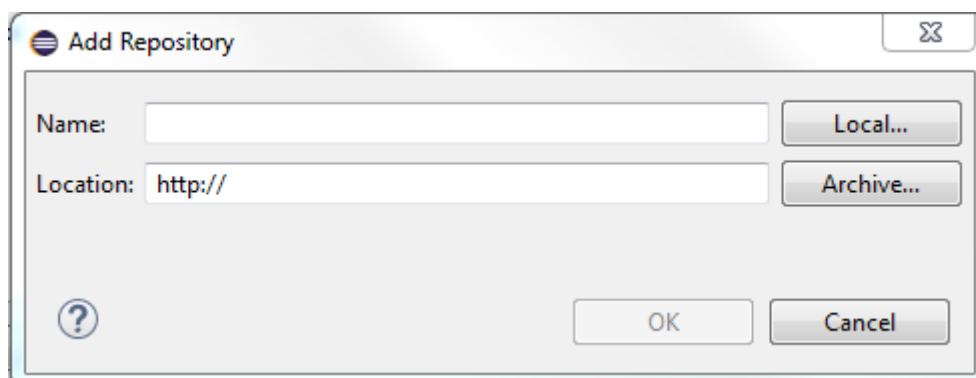 Add Repository
Name:
Local...
Location: http://
Archive...
?
OK
Cancel